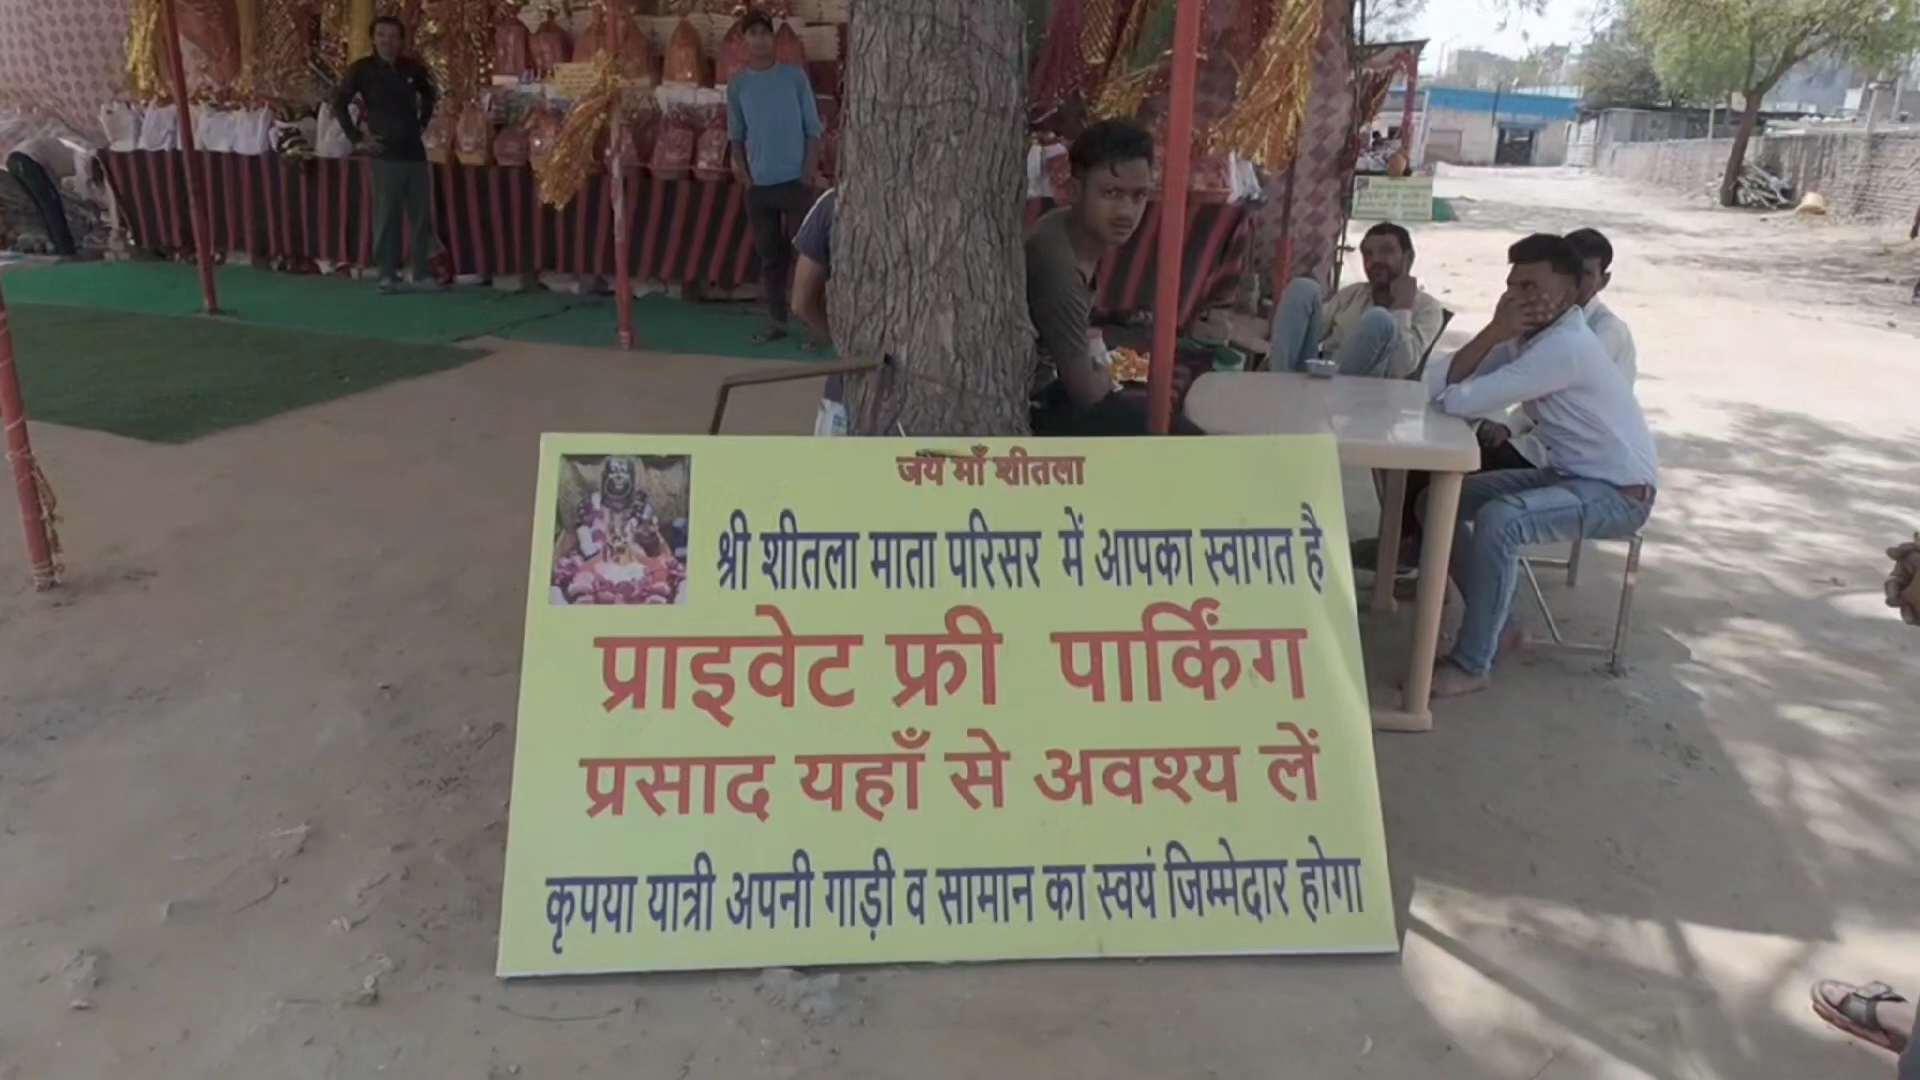 जय माँ शीतला
श्री शीतला माता परिसर में आपका स्वागत है
प्राइवेट फ्री पार्किंग
प्रसाद यहाँ से अवश्य लें
कृपया यात्री अपनी गाड़ी व सामान का स्वयं जिम्मेदार होगा